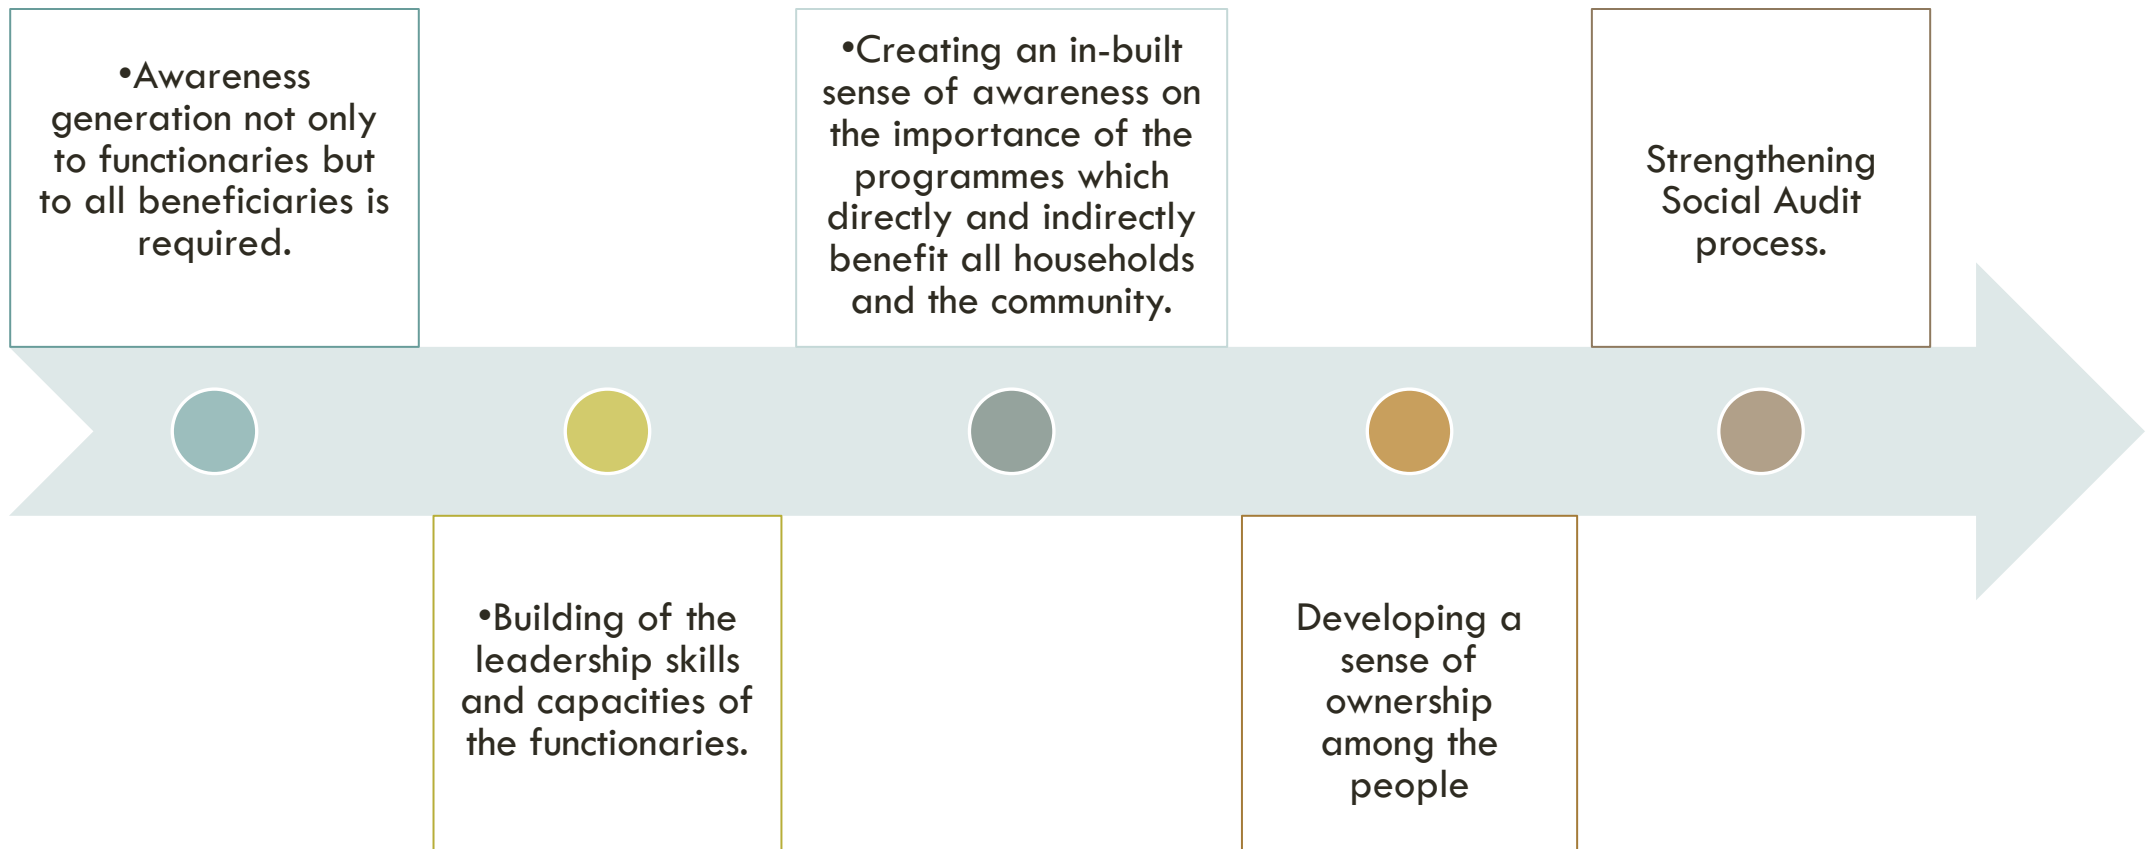 •Awareness
generation not only
to functionaries but
to all beneficiaries is
required.
•Building of the
leadership skills
and capacities of
the functionaries.
•Creating an in-built
sense of awareness on
the importance of the
programmes which
directly and indirectly
benefit all households
and the community.
Developing a
sense of
ownership
among the
people
Strengthening
Social Audit
process.